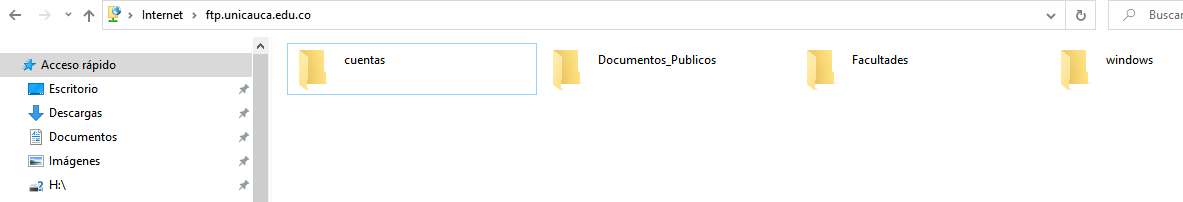 Internet > ftp.unicauca.edu.co
Buscar
Acceso rápido
Escritorio
Descargas
Documentos
Imágenes
H:\
cuentas
Documentos_Publicos
Facultades
windows